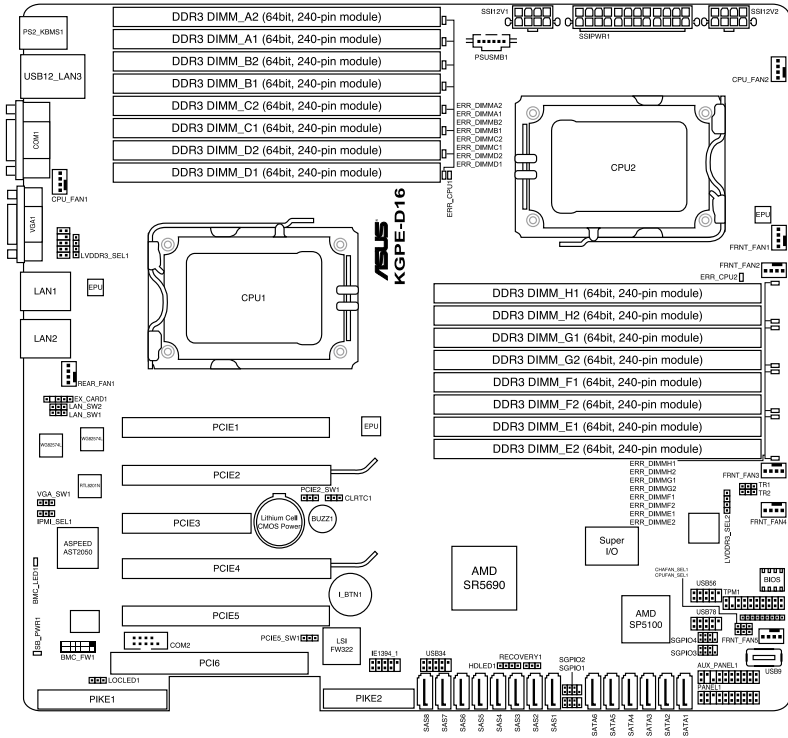 PS2_KBMS1
USB12_LAN3
COM1
VGA1
CPU_FAN1
LVDDR3_SEL1
LAN1
EPU
LAN2
REAR_FAN1
EX_CARD1
LAN_SW2
LAN_SW1
WG82574L
WG82574L
RTL8201N
VGA_SW1
IPMI_SEL1
ASPEED
AST2050
BMC_LED1
SB_PWR1
BMC_FW1
LOCLED1
PIKE1
DDR3 DIMM_A2 (64bit, 240-pin module)
DDR3 DIMM_A1 (64bit, 240-pin module)
DDR3 DIMM_B2 (64bit, 240-pin module)
DDR3 DIMM_B1 (64bit, 240-pin module)
DDR3 DIMM_C2 (64bit, 240-pin module)
DDR3 DIMM_C1 (64bit, 240-pin module)
DDR3 DIMM_D2 (64bit, 240-pin module)
DDR3 DIMM_D1 (64bit, 240-pin module)
ERR_DIMMA2
ERR_DIMMA1
ERR_DIMMB2
ERR_DIMMB1
ERR_DIMMC2
ERR_DIMMC1
ERR_DIMMD2
ERR_DIMMD1
ERR_CPU1
SSI12V1
SSIPWR1
SSI12V2
PSUSMB1
CPU_FAN2
CPU2
EPU
FRNT_FAN1
FRNT_FAN2
ERR_CPU2
ASUS
KGPE-D16
CPU1
DDR3 DIMM_H1 (64bit, 240-pin module)
DDR3 DIMM_H2 (64bit, 240-pin module)
DDR3 DIMM_G1 (64bit, 240-pin module)
DDR3 DIMM_G2 (64bit, 240-pin module)
DDR3 DIMM_F1 (64bit, 240-pin module)
DDR3 DIMM_F2 (64bit, 240-pin module)
DDR3 DIMM_E1 (64bit, 240-pin module)
DDR3 DIMM_E2 (64bit, 240-pin module)
ERR_DIMMH1
ERR_DIMMH2
ERR_DIMMG1
ERR_DIMMG2
ERR_DIMMF1
ERR_DIMMF2
ERR_DIMME1
ERR_DIMME2
FRNT_FAN3
TR1
TR2
FRNT_FAN4
LVDDR3_SEL2
PCIE1
EPU
PCIE2
PCIE2_SW1
CLRTC1
PCIE3
Lithium Cell
CMOS Power
BUZZ1
PCIE4
I_BTN1
PCIE5
COM2
PCIE5_SW1
LSI
FW322
PCI6
PIKE2
Super
I/O
AMD
SR5690
AMD
SP5100
CHAFAN_SEL1
CPUFAN_SEL1
BIOS
USB56
TPM1
USB78
FRNT_FAN5
SGPIO4
SGPIO3
USB9
AUX_PANEL1
PANEL1
IE1394_1
USB34
RECOVERY1
HDLED1
SGPIO2
SGPIO1
SAS8
SAS7
SAS6
SAS5
SAS4
SAS3
SAS2
SAS1
SATA6
SATA5
SATA4
SATA3
SATA2
SATA1